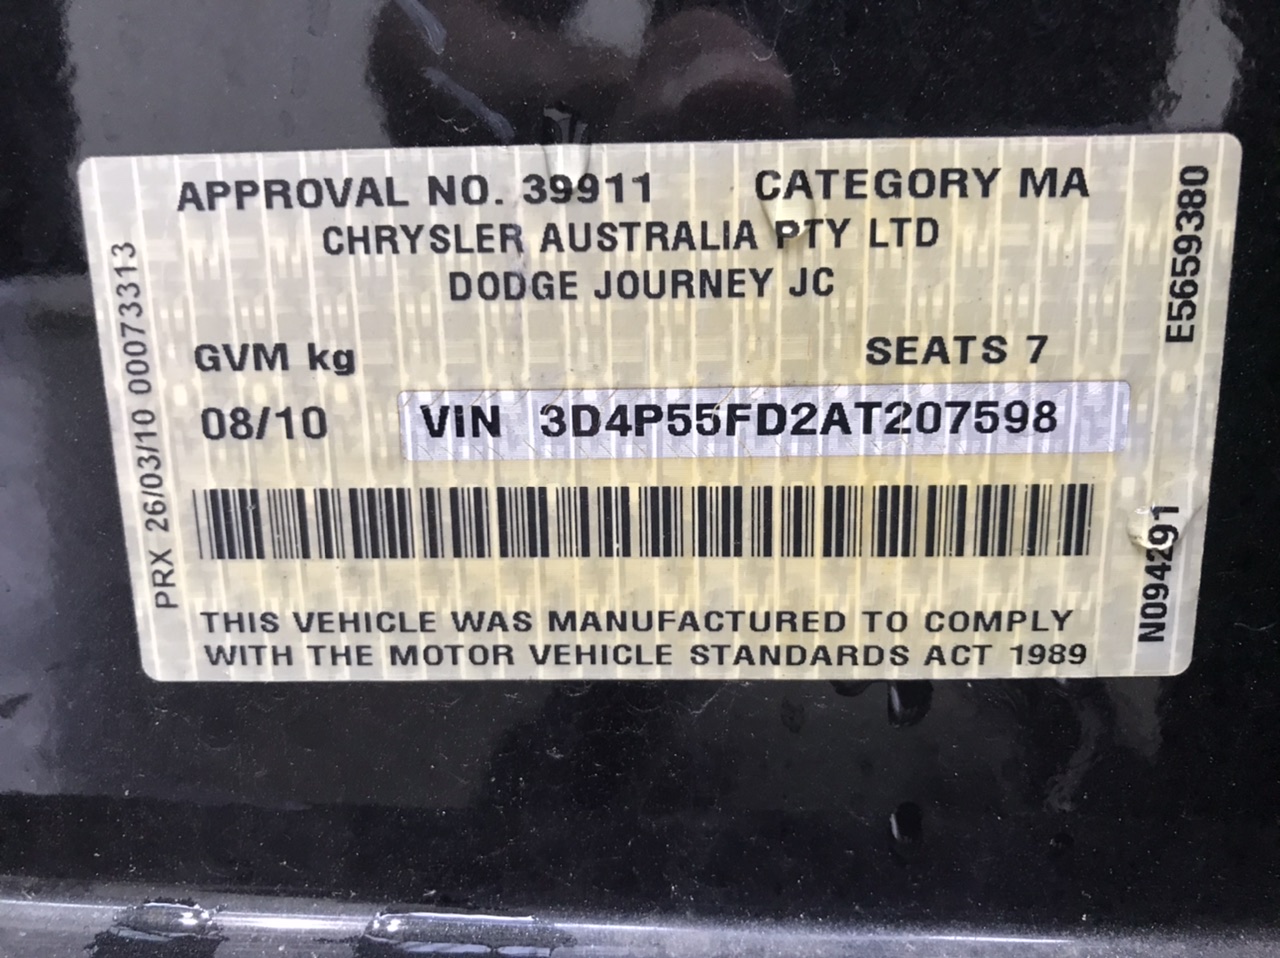 APPROVAL NO. 39911 CATEGORY MA
CHRYSLER AUSTRALIA PTY LTD
DODGE JOURNEY JC
GVM kg SEATS 7
08/10 VIN 3D4P55FD2AT207598
THIS VEHICLE WAS MANUFACTURED TO COMPLY
WITH THE MOTOR VEHICLE STANDARDS ACT 1989
PRX 26/03/10 00073313
E5659380
N094291